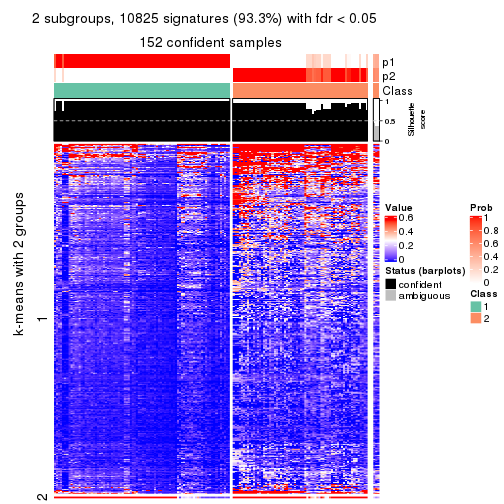 2 subgroups, 10825 signatures (93.3%) with fdr < 0.05
152 confident samples
p1
p2
Class
1
0.5
0
Silhouette
score
k-means with 2 groups
1
2
Value
0.6
0.4
0.2
0
Status (barplots)
confident
ambiguous
Prob
1
0.8
0.6
0.4
0.2
0
Class
1
2